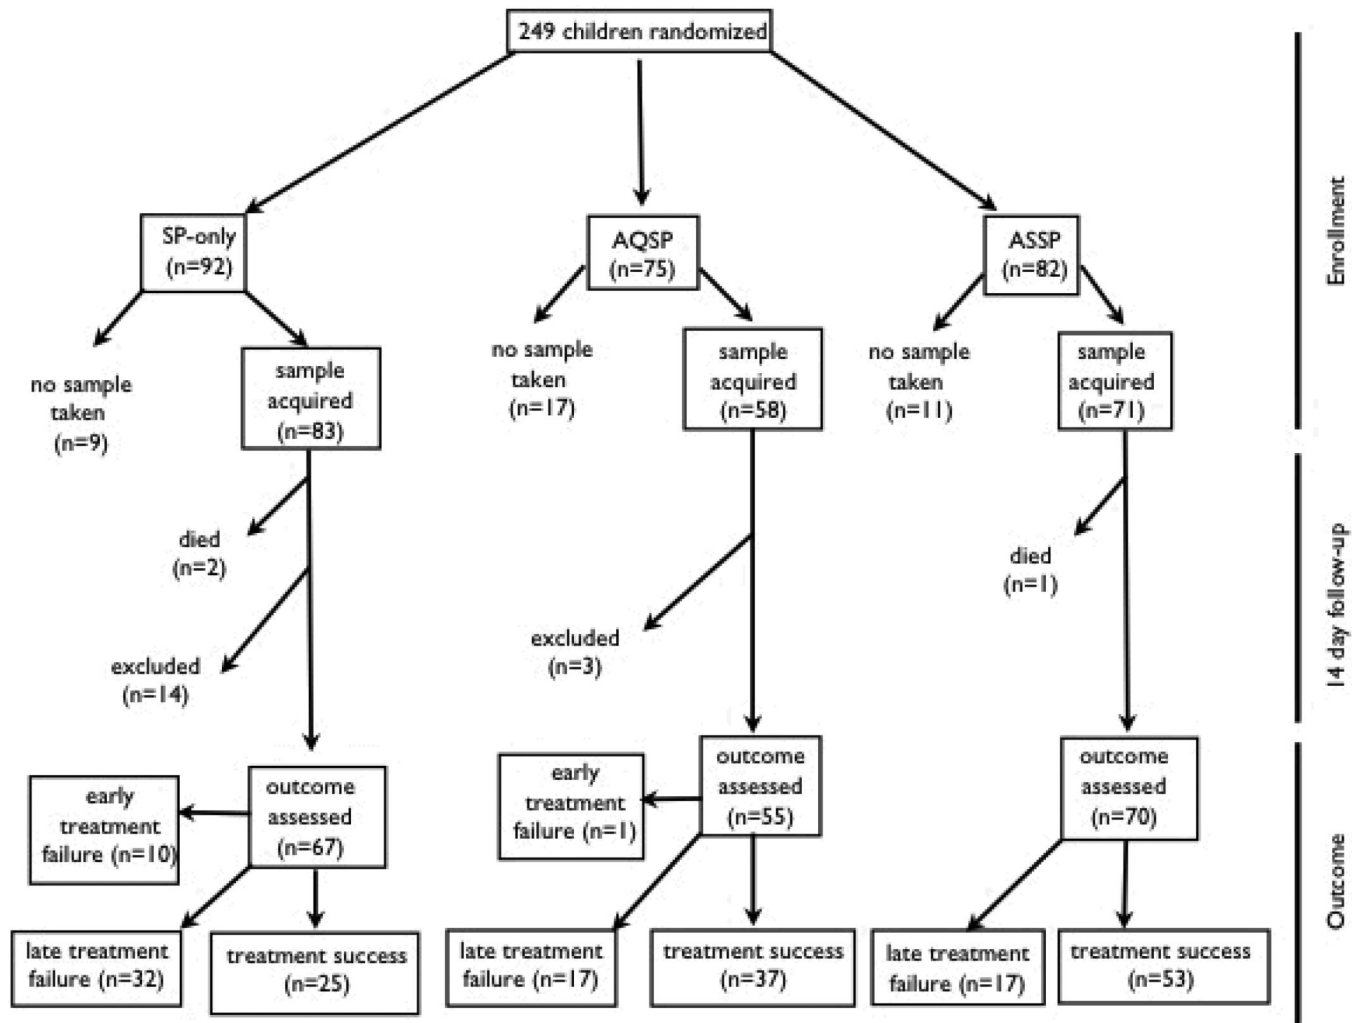 249 children randomized
SP-only
(n=92)
AQSP
(n=75)
ASSP
(n=82)
no sample
taken
(n=9)
sample
acquired
(n=83)
no sample
taken
(n=17)
sample
acquired
(n=58)
no sample
taken
(n=11)
sample
acquired
(n=71)
Enrollment
died
(n=2)
excluded
(n=14)
excluded
(n=3)
died
(n=1)
14 day follow-up
early
treatment
failure (n=10)
outcome
assessed
(n=67)
early
treatment
failure (n=1)
outcome
assessed
(n=55)
outcome
assessed
(n=70)
late treatment
failure (n=32)
treatment success
(n=25)
late treatment
failure (n=17)
treatment success
(n=37)
late treatment
failure (n=17)
treatment success
(n=53)
Outcome